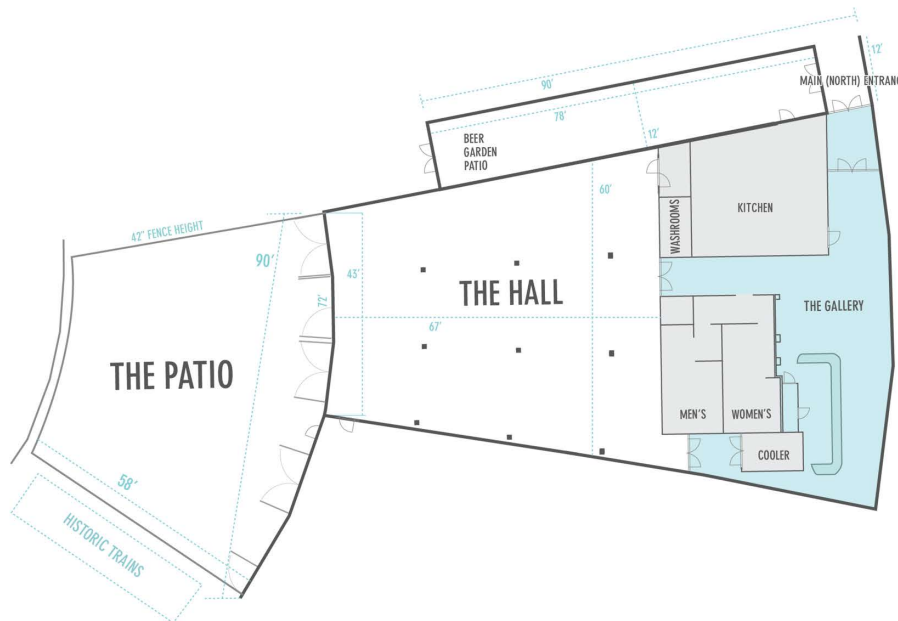 90'
12'
MAIN (NORTH) ENTRANC
78'
12'
BEER
GARDEN
PATIO
60'
WASHROOMS
KITCHEN
42" FENCE HEIGHT
90'
43'
72'
THE HALL
67'
THE GALLERY
THE PATIO
MEN'S
WOMEN'S
COOLER
58'
HISTORIC TRAINS